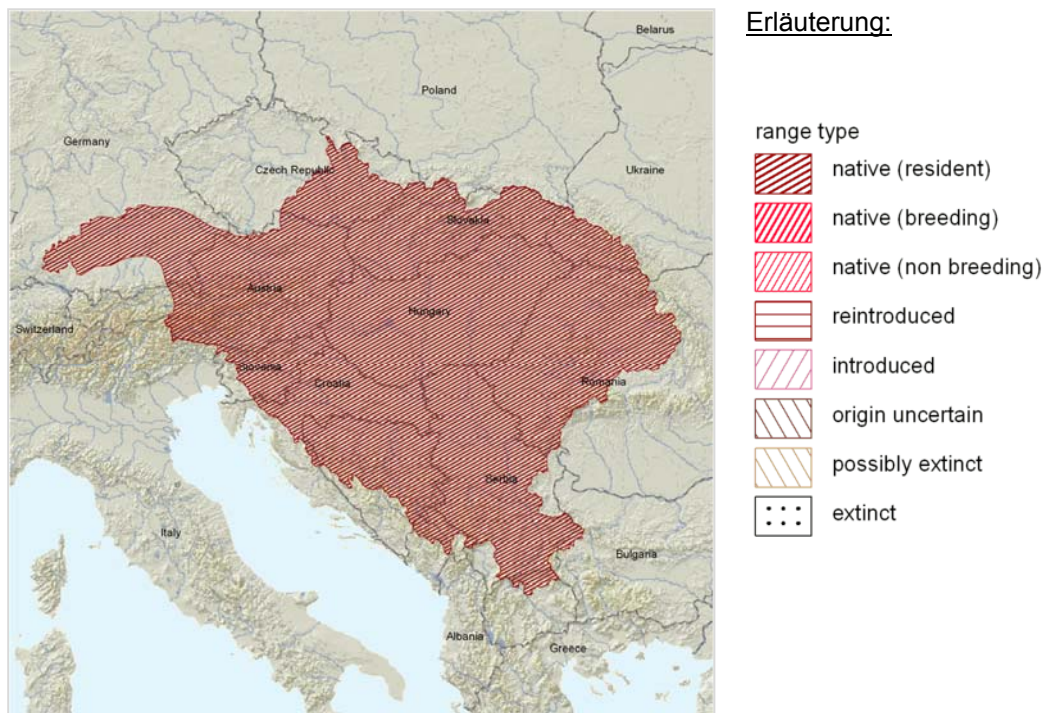 Erläuterung:
Belarus
Poland
Germany
Czech Republic
Ukraine
Slovakia
Austria
Hungary
Switzerland
Slovenia
Croatia
Romania
Serbia
Italy
Bulgaria
Albania
Greece
range type
native (resident)
native (breeding)
native (non breeding)
reintroduced
introduced
origin uncertain
possibly extinct
extinct